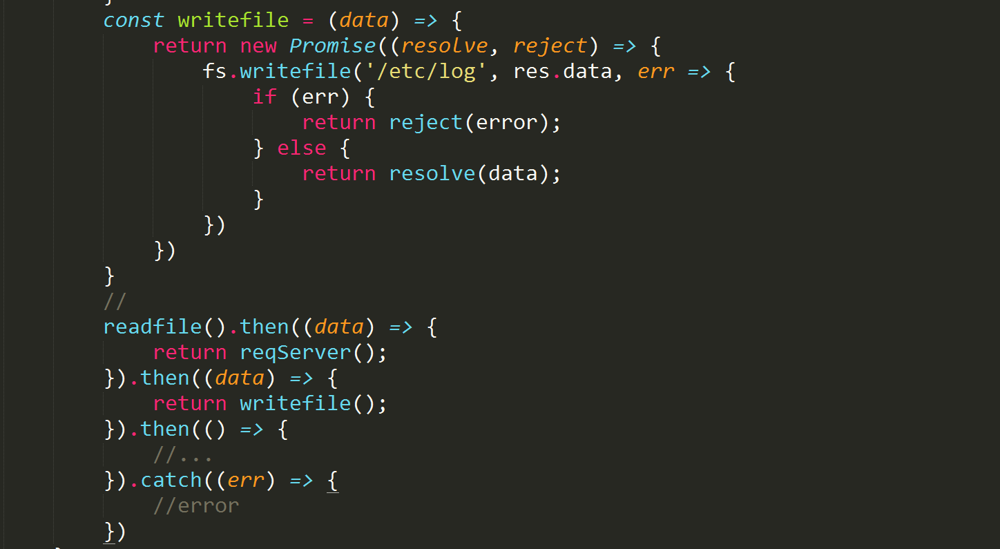 }
const writefile = (data) => {
return new Promise((resolve, reject) => {
fs.writefile('/etc/log', res.data, err => {
if (err) {
return reject(error);
} else {
return resolve(data);
}
})
})
}
//
readfile().then((data) => {
return reqServer();
}).then((data) => {
return writefile();
}).then(() => {
//...
}).catch((err) => {
//error
})
}